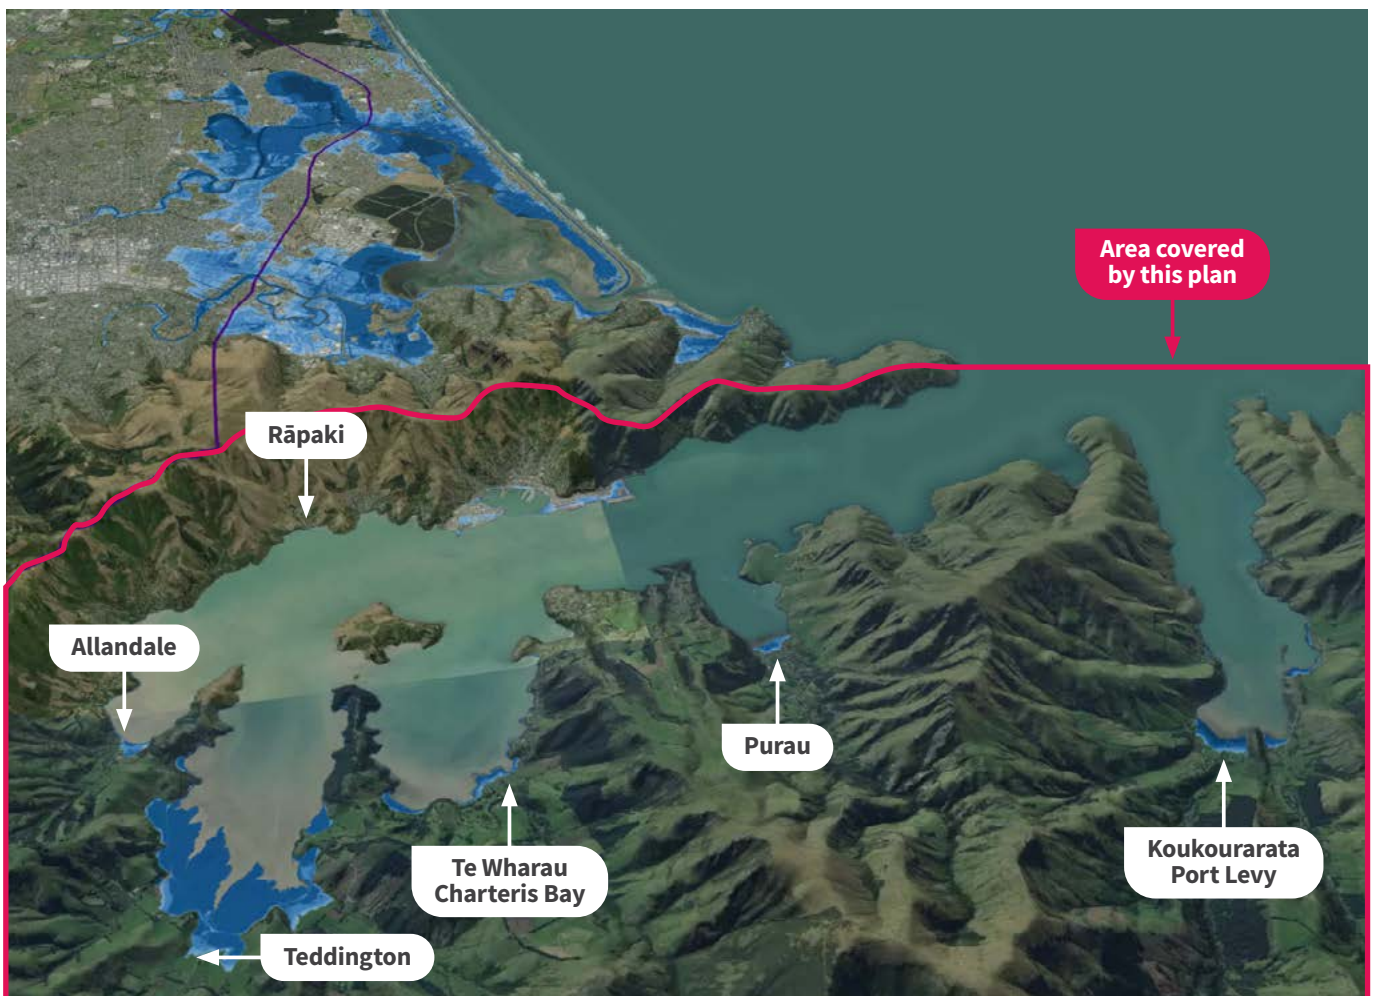 Area covered
by this plan
Rāpaki
Allandale
Purau
Te Wharau
Charteris Bay
Koukourarata
Port Levy
Teddington